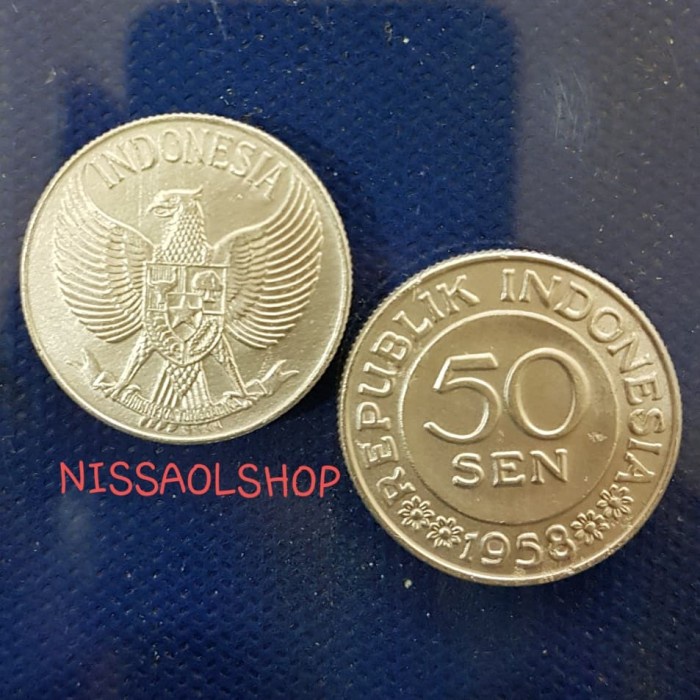 INDONESIA
REPUBLIK INDONESIA
50
SEN
1958
NISSAOLSHOP